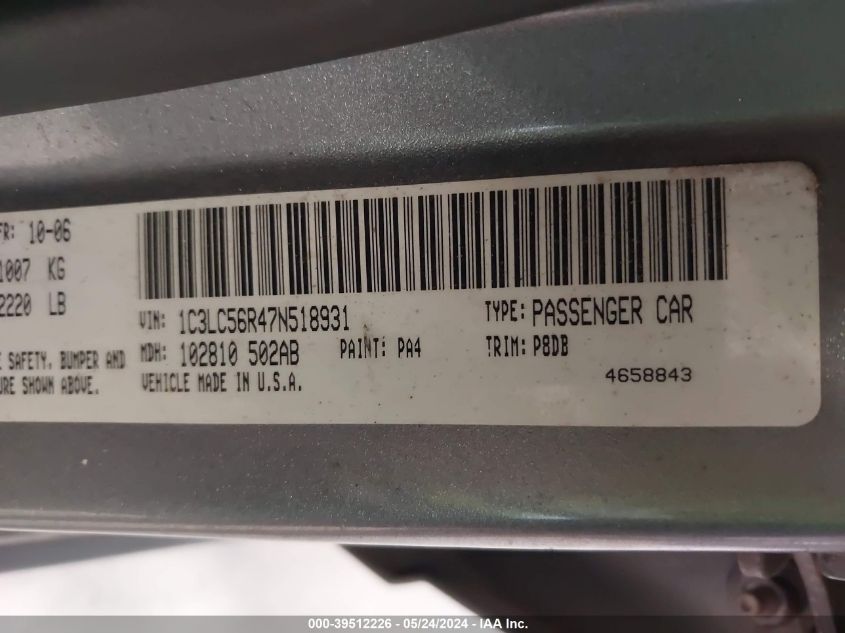 FR: 10-06
1007 KG
2220 LB
VIN: 1C3LC56R47N518931 TYPE: PASSENGER CAR
MDH: 102810 502AB PAINT: PA4 TRIM: P8DB
VEHICLE MADE IN U.S.A. 4658843
E SAFETY, BUMPER AND
URE SHOWN ABOVE.
000-39512226 - 05/24/2024 - IAA Inc.